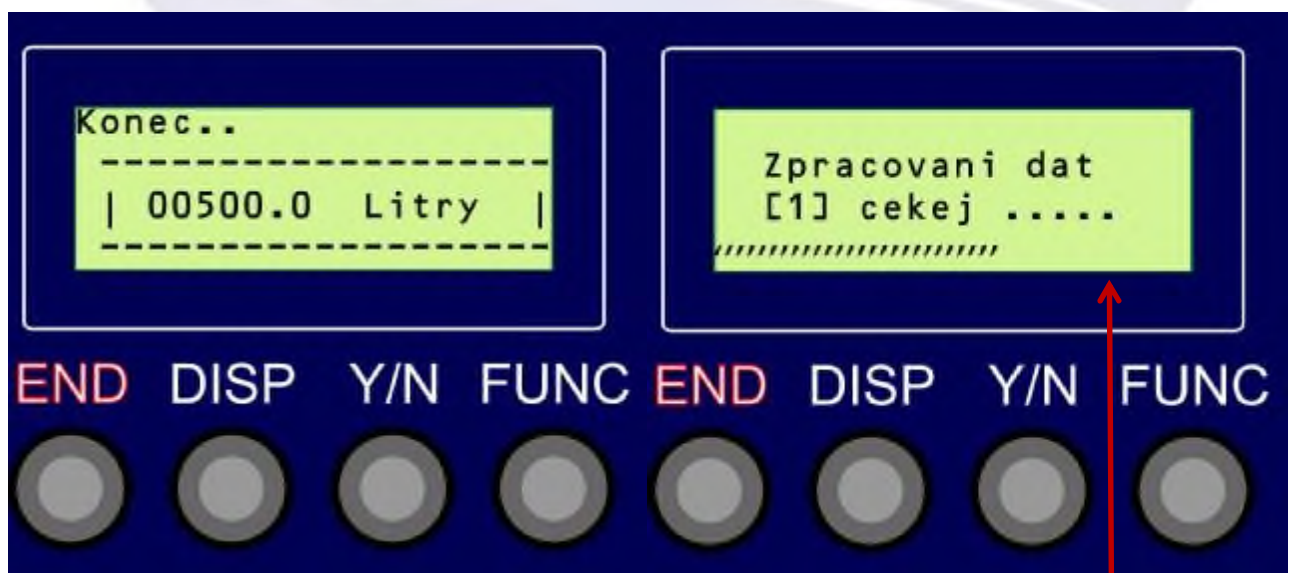 Konec..
--------------------
| 00500.0 Litry |
--------------------
Zpracovani dat
[1] cekej .....
END DISP Y/N FUNC
END DISP Y/N FUNC